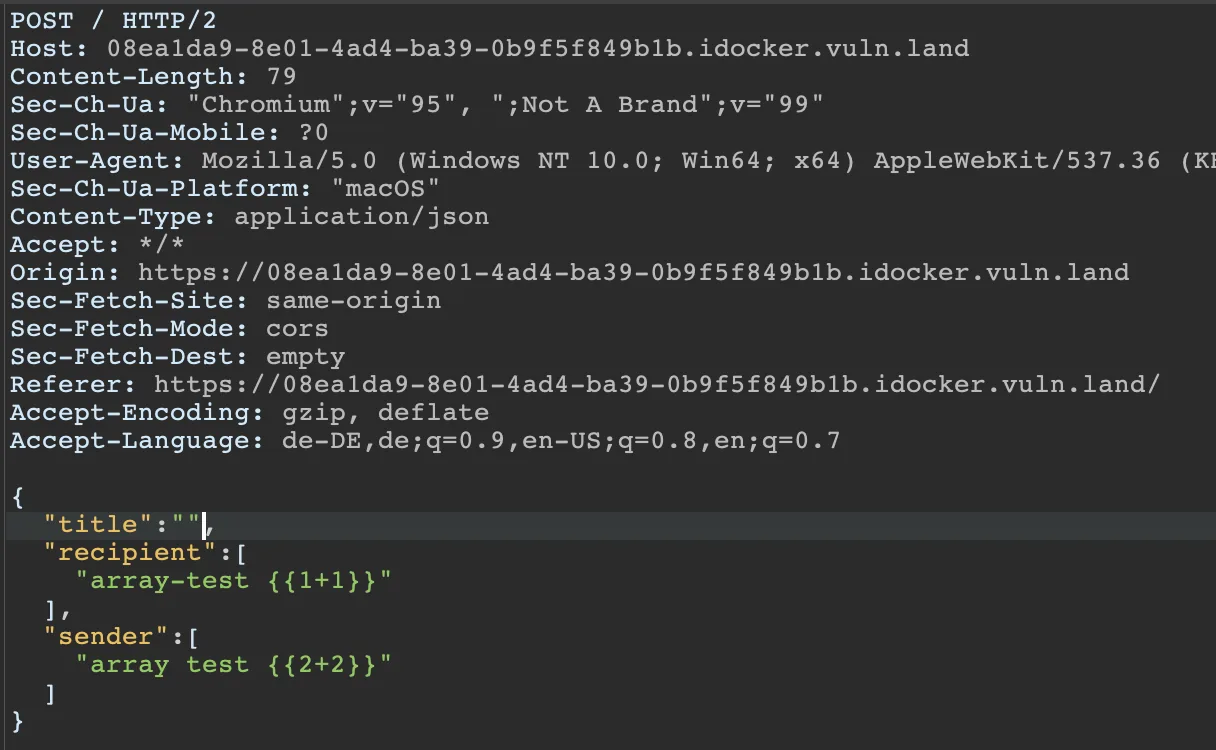 POST / HTTP/2
Host: 08ea1da9-8e01-4ad4-ba39-0b9f5f849b1b.idocker.vuln.land
Content-Length: 79
Sec-Ch-Ua: "Chromium";v="95", ";Not A Brand";v="99"
Sec-Ch-Ua-Mobile: ?0
User-Agent: Mozilla/5.0 (Windows NT 10.0; Win64; x64) AppleWebKit/537.36 (KH
Sec-Ch-Ua-Platform: "macOS"
Content-Type: application/json
Accept: */*
Origin: https://08ea1da9-8e01-4ad4-ba39-0b9f5f849b1b.idocker.vuln.land
Sec-Fetch-Site: same-origin
Sec-Fetch-Mode: cors
Sec-Fetch-Dest: empty
Referer: https://08ea1da9-8e01-4ad4-ba39-0b9f5f849b1b.idocker.vuln.land/
Accept-Encoding: gzip, deflate
Accept-Language: de-DE,de;q=0.9,en-US;q=0.8,en;q=0.7
{
"title":"",
"recipient":[
"array-test {{1+1}}"
],
"sender":[
"array test {{2+2}}"
]
}